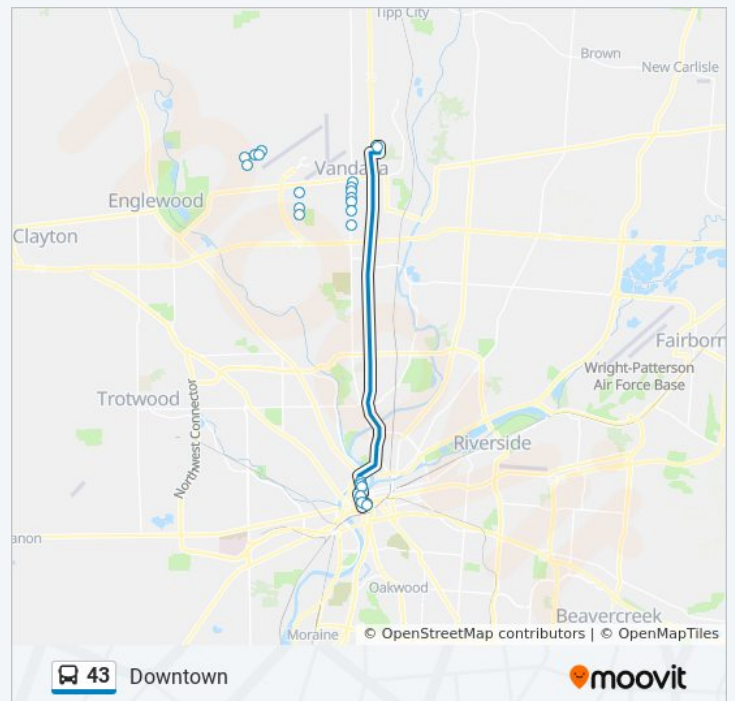 Tipp City
Brown
New Carlisle
Vandalia
Englewood
Clayton
Fairborn
Wright-Patterson
Air Force Base
Trotwood
Northwest Connector
Riverside
anon
Oakwood
Beavercreek
Moraine
© OpenStreetMap contributors | © OpenMapTiles
43 Downtown
moovit